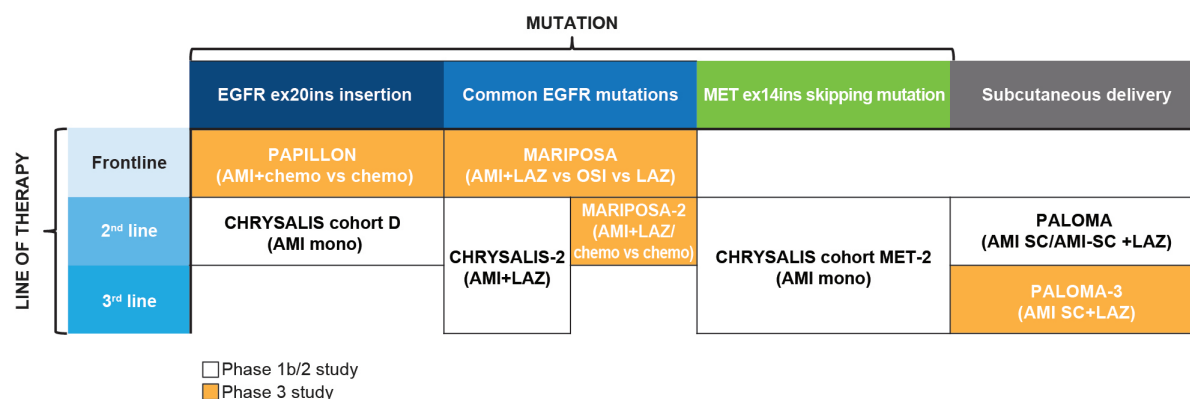 MUTATION
EGFR ex20ins insertion
Common EGFR mutations
MET ex14ins skipping mutation
Subcutaneous delivery
LINE OF THERAPY
Frontline
PAPILLON
(AMI+chemo vs chemo)
MARIPOSA
(AMI+LAZ vs OSI vs LAZ)
2nd line
CHRYSALIS cohort D
(AMI mono)
CHRYSALIS-2
(AMI+LAZ)
MARIPOSA-2
(AMI+LAZ/
chemo vs chemo)
CHRYSALIS cohort MET-2
(AMI mono)
PALOMA
(AMI SC/AMI-SC +LAZ)
3rd line
PALOMA-3
(AMI SC+LAZ)
Phase 1b/2 study
Phase 3 study